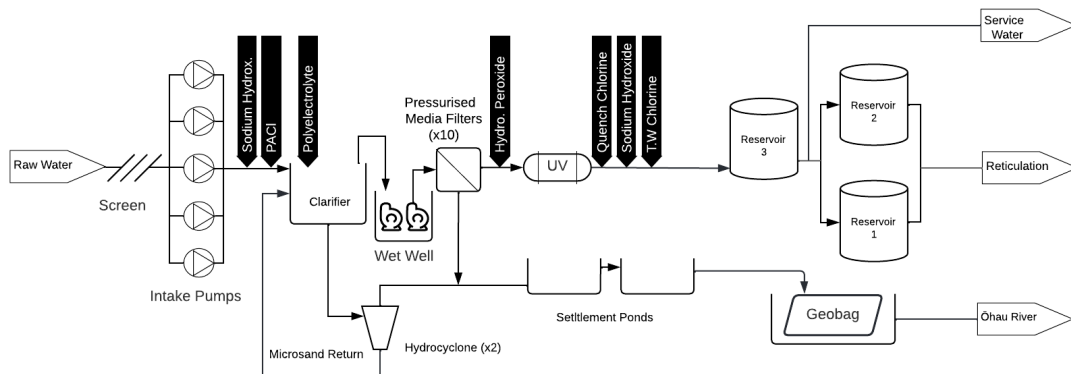 Service
Water
Sodium Hydrox.
PACl
Polyelectrolyte
Hydro. Peroxide
Quench Chlorine
Sodium Hydroxide
T.W Chlorine
Pressurised
Media Filters
(x10)
Reservoir
2
Reservoir
3
Raw Water
UV
Reticulation
Screen
Clarifier
Reservoir
1
Wet Well
Intake Pumps
Setltlement Ponds
Geobag
Ōhau River
Microsand Return
Hydrocyclone (x2)